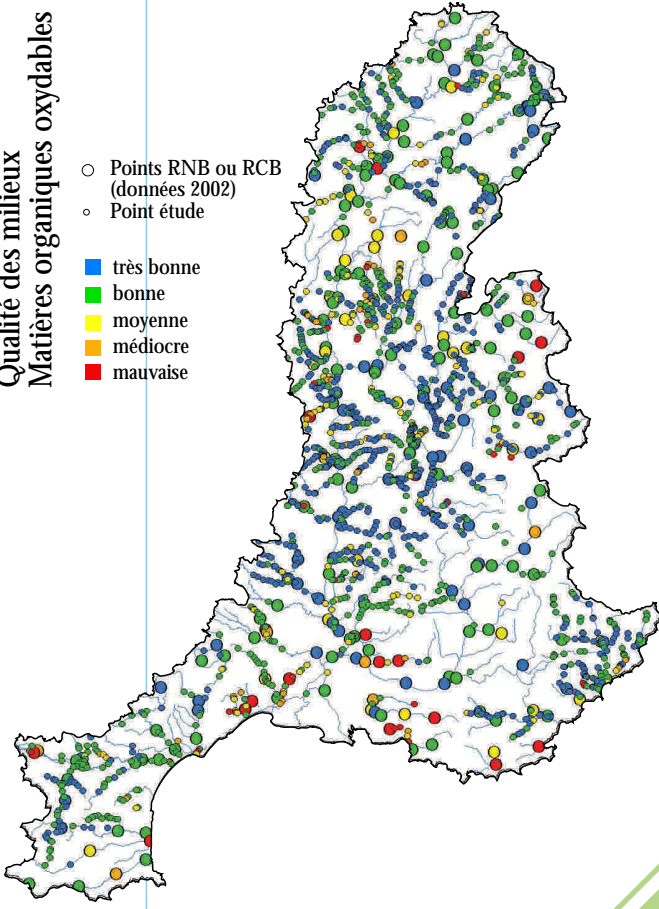 Qualité des milieux
Matières organiques oxydables
Points RNB ou RCB
(données 2002)
Point étude
très bonne
bonne
moyenne
médiocre
mauvaise